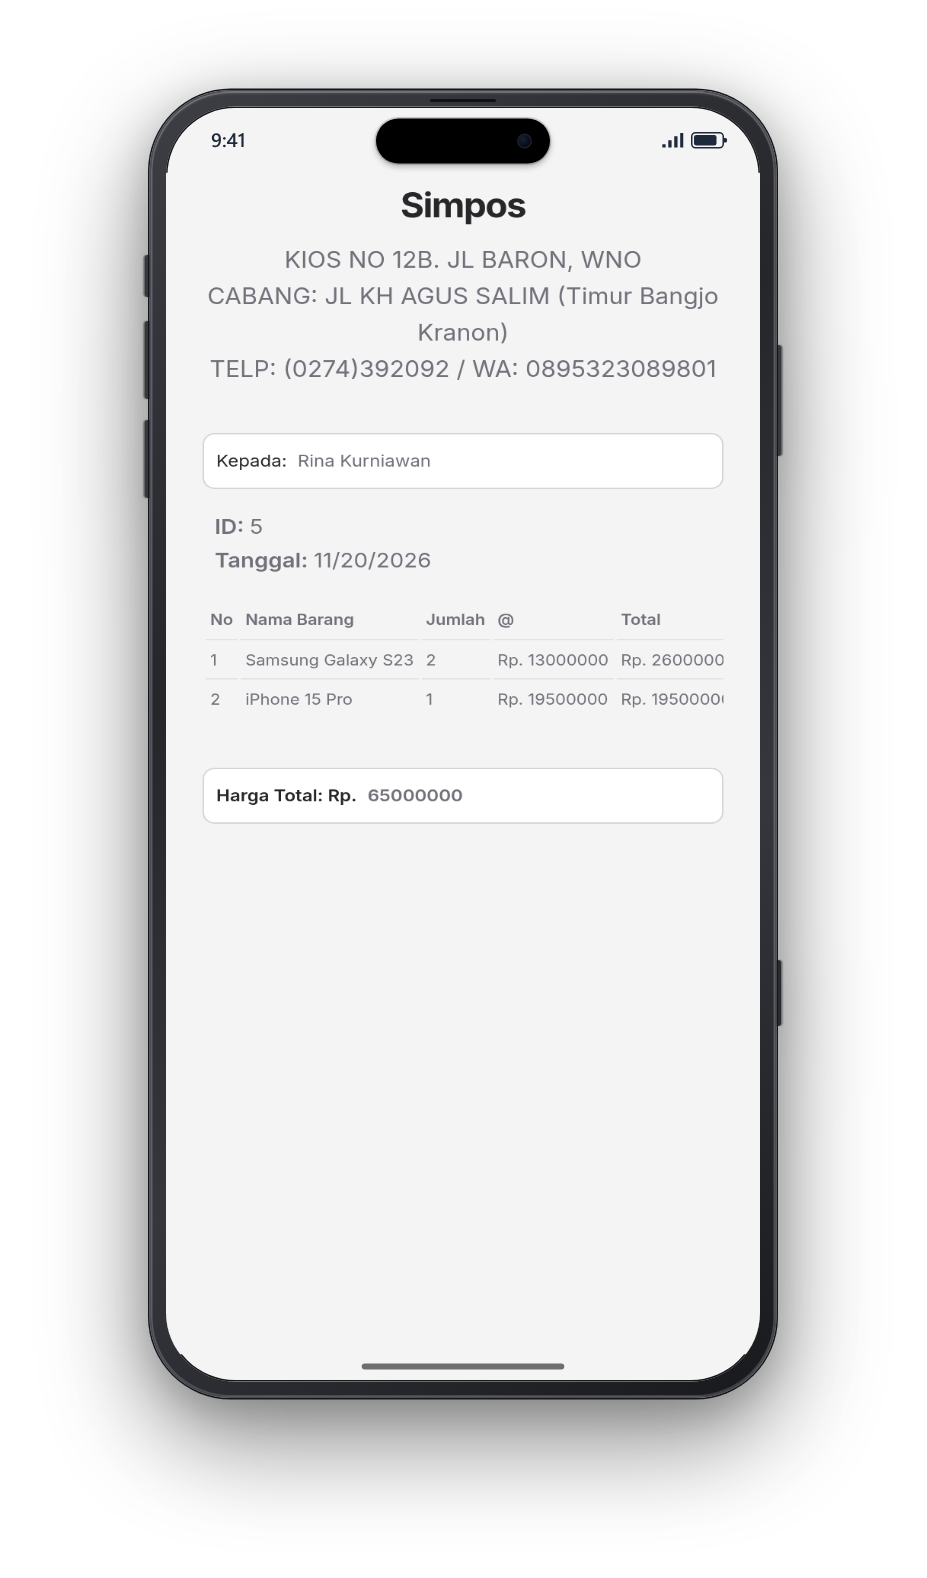 9:41
Simpos
KIOS NO 12B. JL BARON, WNO
CABANG: JL KH AGUS SALIM (Timur Bangjo
Kranon)
TELP: (0274)392092 / WA: 0895323089801
Kepada: Rina Kurniawan
ID: 5
Tanggal: 11/20/2026
No Nama Barang Jumlah @ Total
1 Samsung Galaxy S23 2 Rp. 13000000 Rp. 2600000
2 iPhone 15 Pro 1 Rp. 19500000 Rp. 1950000
Harga Total: Rp. 65000000